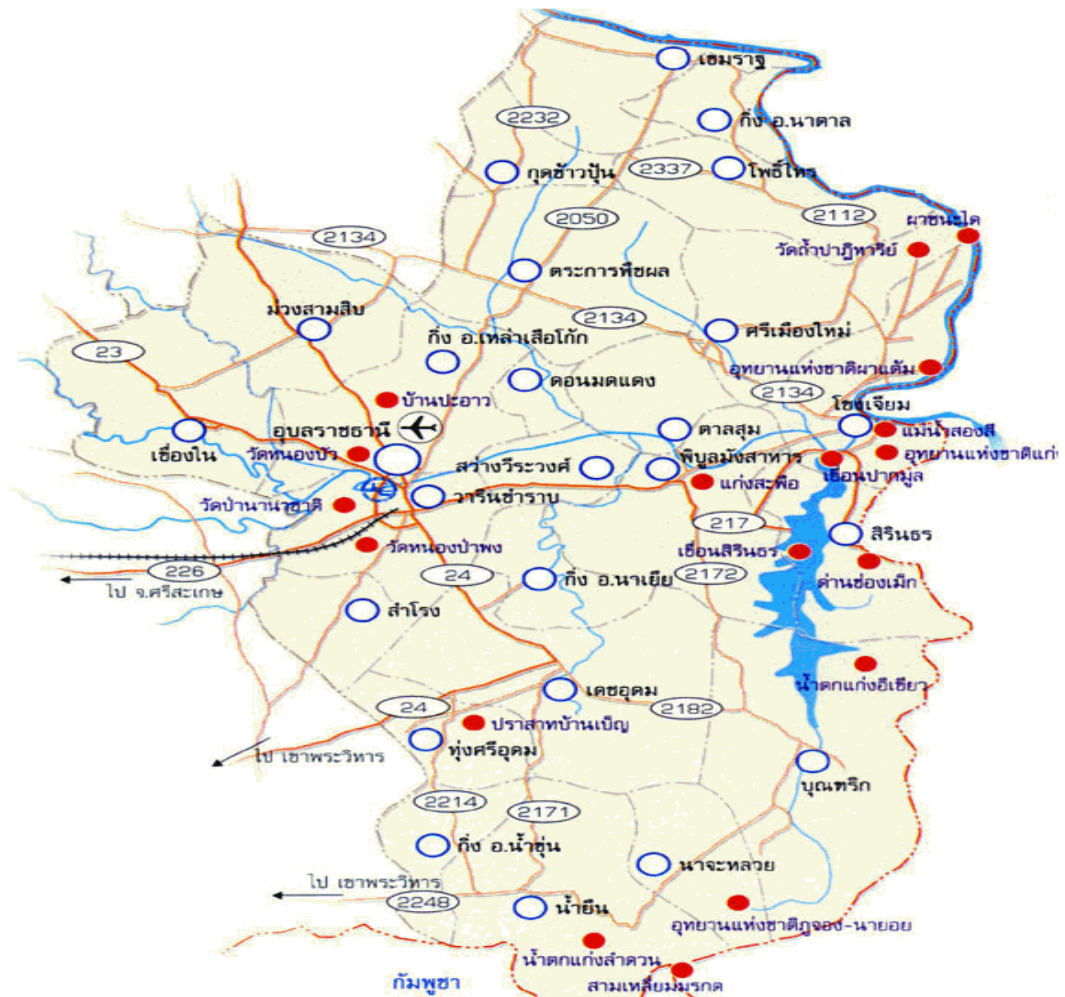 เขมราฐ
2232
กิ่ง อ.นาตาล
กุดข้าวปุ้น
2337
โพธิ์ไทร
2050
2112
ผาชนะได
2134
วัดถ้ำปาฏิหาริย์
ตระการพืชผล
ม่วงสามสิบ
2134
ศรีเมืองใหม่
23
กิ่ง อ.เหล่าเสือโก้ก
อุทยานแห่งชาติผาแต้ม
ดอนมดแดง
2134
บ้านปะอาว
โขงเจียม
อุบลราชธานี
ตาลสุม
แม่น้ำสองสี
เขื่องใน
วัดหนองบัว
สว่างวีระวงศ์
พิบูลมังสาหาร
อุทยานแห่งชาติแก่ง
เขื่อนปากมูล
แก่งสะพือ
วัดป่านานาชาติ
วารินชำราบ
217
สิรินธร
วัดหนองป่าพง
เขื่อนสิรินธร
226
24
กิ่ง อ.นาเยีย
2172
ด่านช่องเม็ก
ไป จ.ศรีสะเกษ
สำโรง
น้ำตกแก่งอีเขียว
เดชอุดม
24
2182
ปราสาทบ้านเบ็ญ
ไป เขาพระวิหาร
ทุ่งศรีอุดม
บุณฑริก
2214
2171
กิ่ง อ.น้ำขุ่น
นาจะหลวย
ไป เขาพระวิหาร
2248
น้ำยืน
อุทยานแห่งชาติภูจอง-นายอย
น้ำตกแก่งลำดวน
กัมพูชา
สามเหลี่ยมมรกต